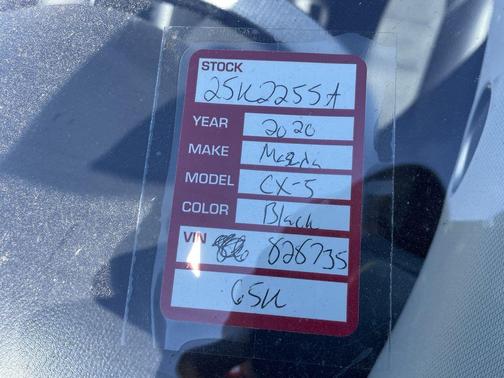 STOCK
25K2255A
YEAR 2020
MAKE Mazda
MODEL CX-5
COLOR Black
VIN 828735
65K